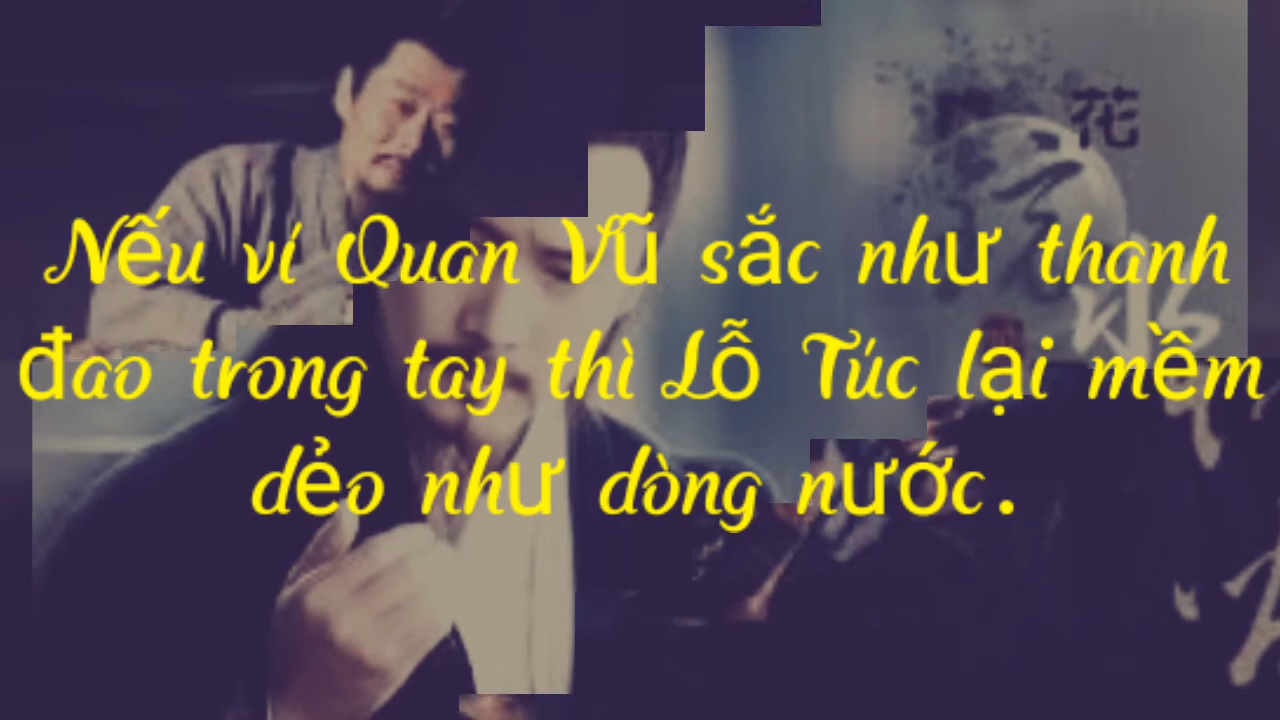 花
Nếu ví Quan Vũ sắc như thanh
đao trong tay thì Lỗ Túc lại mềm
dẻo như dòng nước.